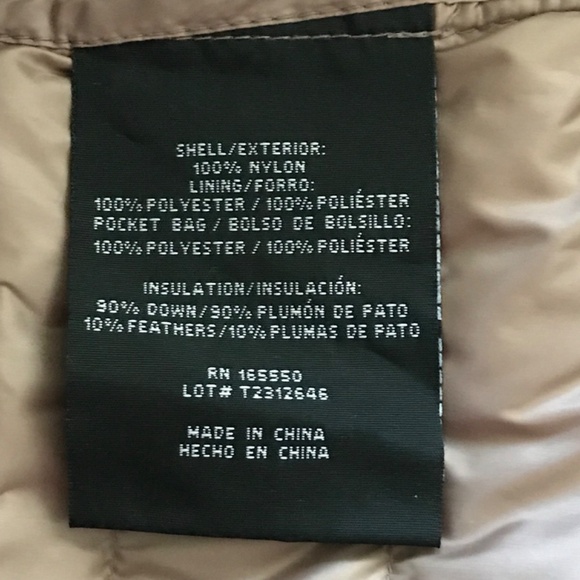 SHELL/EXTERIOR:
100% NYLON
LINING/FORRO:
100% POLYESTER / 100% POLIÉSTER
POCKET BAG / BOLSO DE BOLSILLO:
100% POLYESTER / 100% POLIÉSTER
INSULATION/INSULACIÓN:
90% DOWN/90% PLUMÓN DE PATO
10% FEATHERS/10% PLUMAS DE PATO
RN 165550
LOT# T2312646
MADE IN CHINA
HECHO EN CHINA